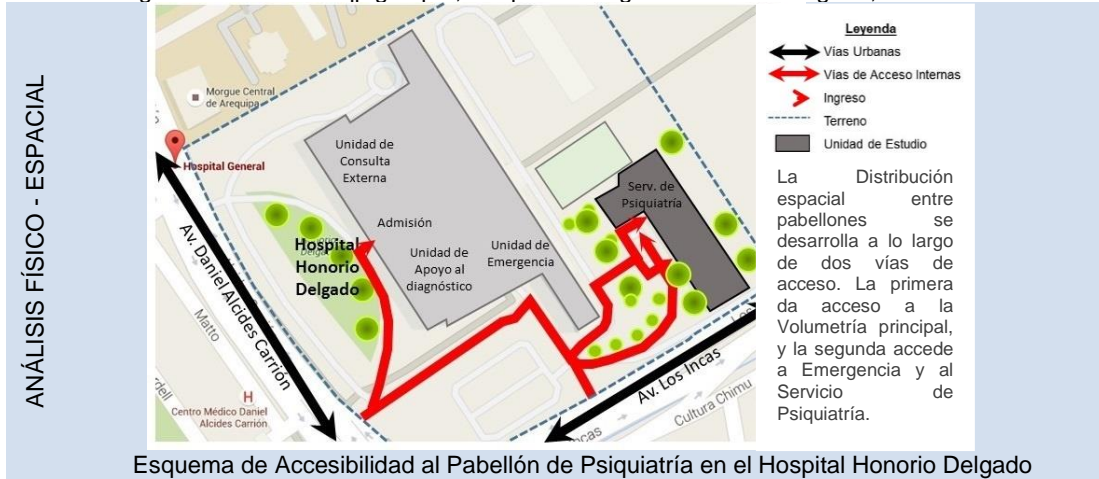 ANÁLISIS FÍSICO - ESPACIAL
Morgue Central
de Arequipa
Hospital General
Unidad de
Consulta
Externa
Admisión
Hospital
Honorio
Delgado
Unidad de
Apoyo al
diagnóstico
Unidad de
Emergencia
Serv. de
Psiquiatría
Av. Daniel Alcides Carrión
Matto
H
Centro Médico Daniel
Alcides Carrión
Av. Los Incas
Incas
Cultura Chimu
Leyenda
Vías Urbanas
Vías de Acceso Internas
Ingreso
Terreno
Unidad de Estudio
La Distribución
espacial entre
pabellones se
desarrolla a lo largo
de dos vías de
acceso. La primera
da acceso a la
Volumetría principal,
y la segunda accede
a Emergencia y al
Servicio de
Psiquiatría.
Esquema de Accesibilidad al Pabellón de Psiquiatría en el Hospital Honorio Delgado